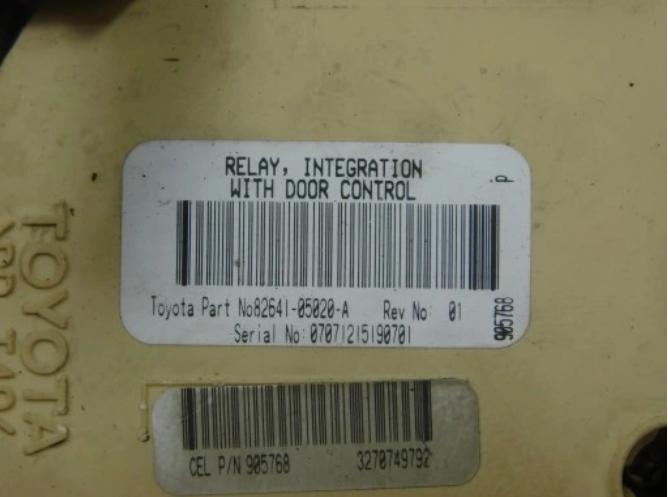 RELAY, INTEGRATION
WITH DOOR CONTROL
p
Toyota Part No82641-05020-A Rev No: 01
Serial No:07071215190701
905768
CEL P/N 905768 3270749792
TOYOTA